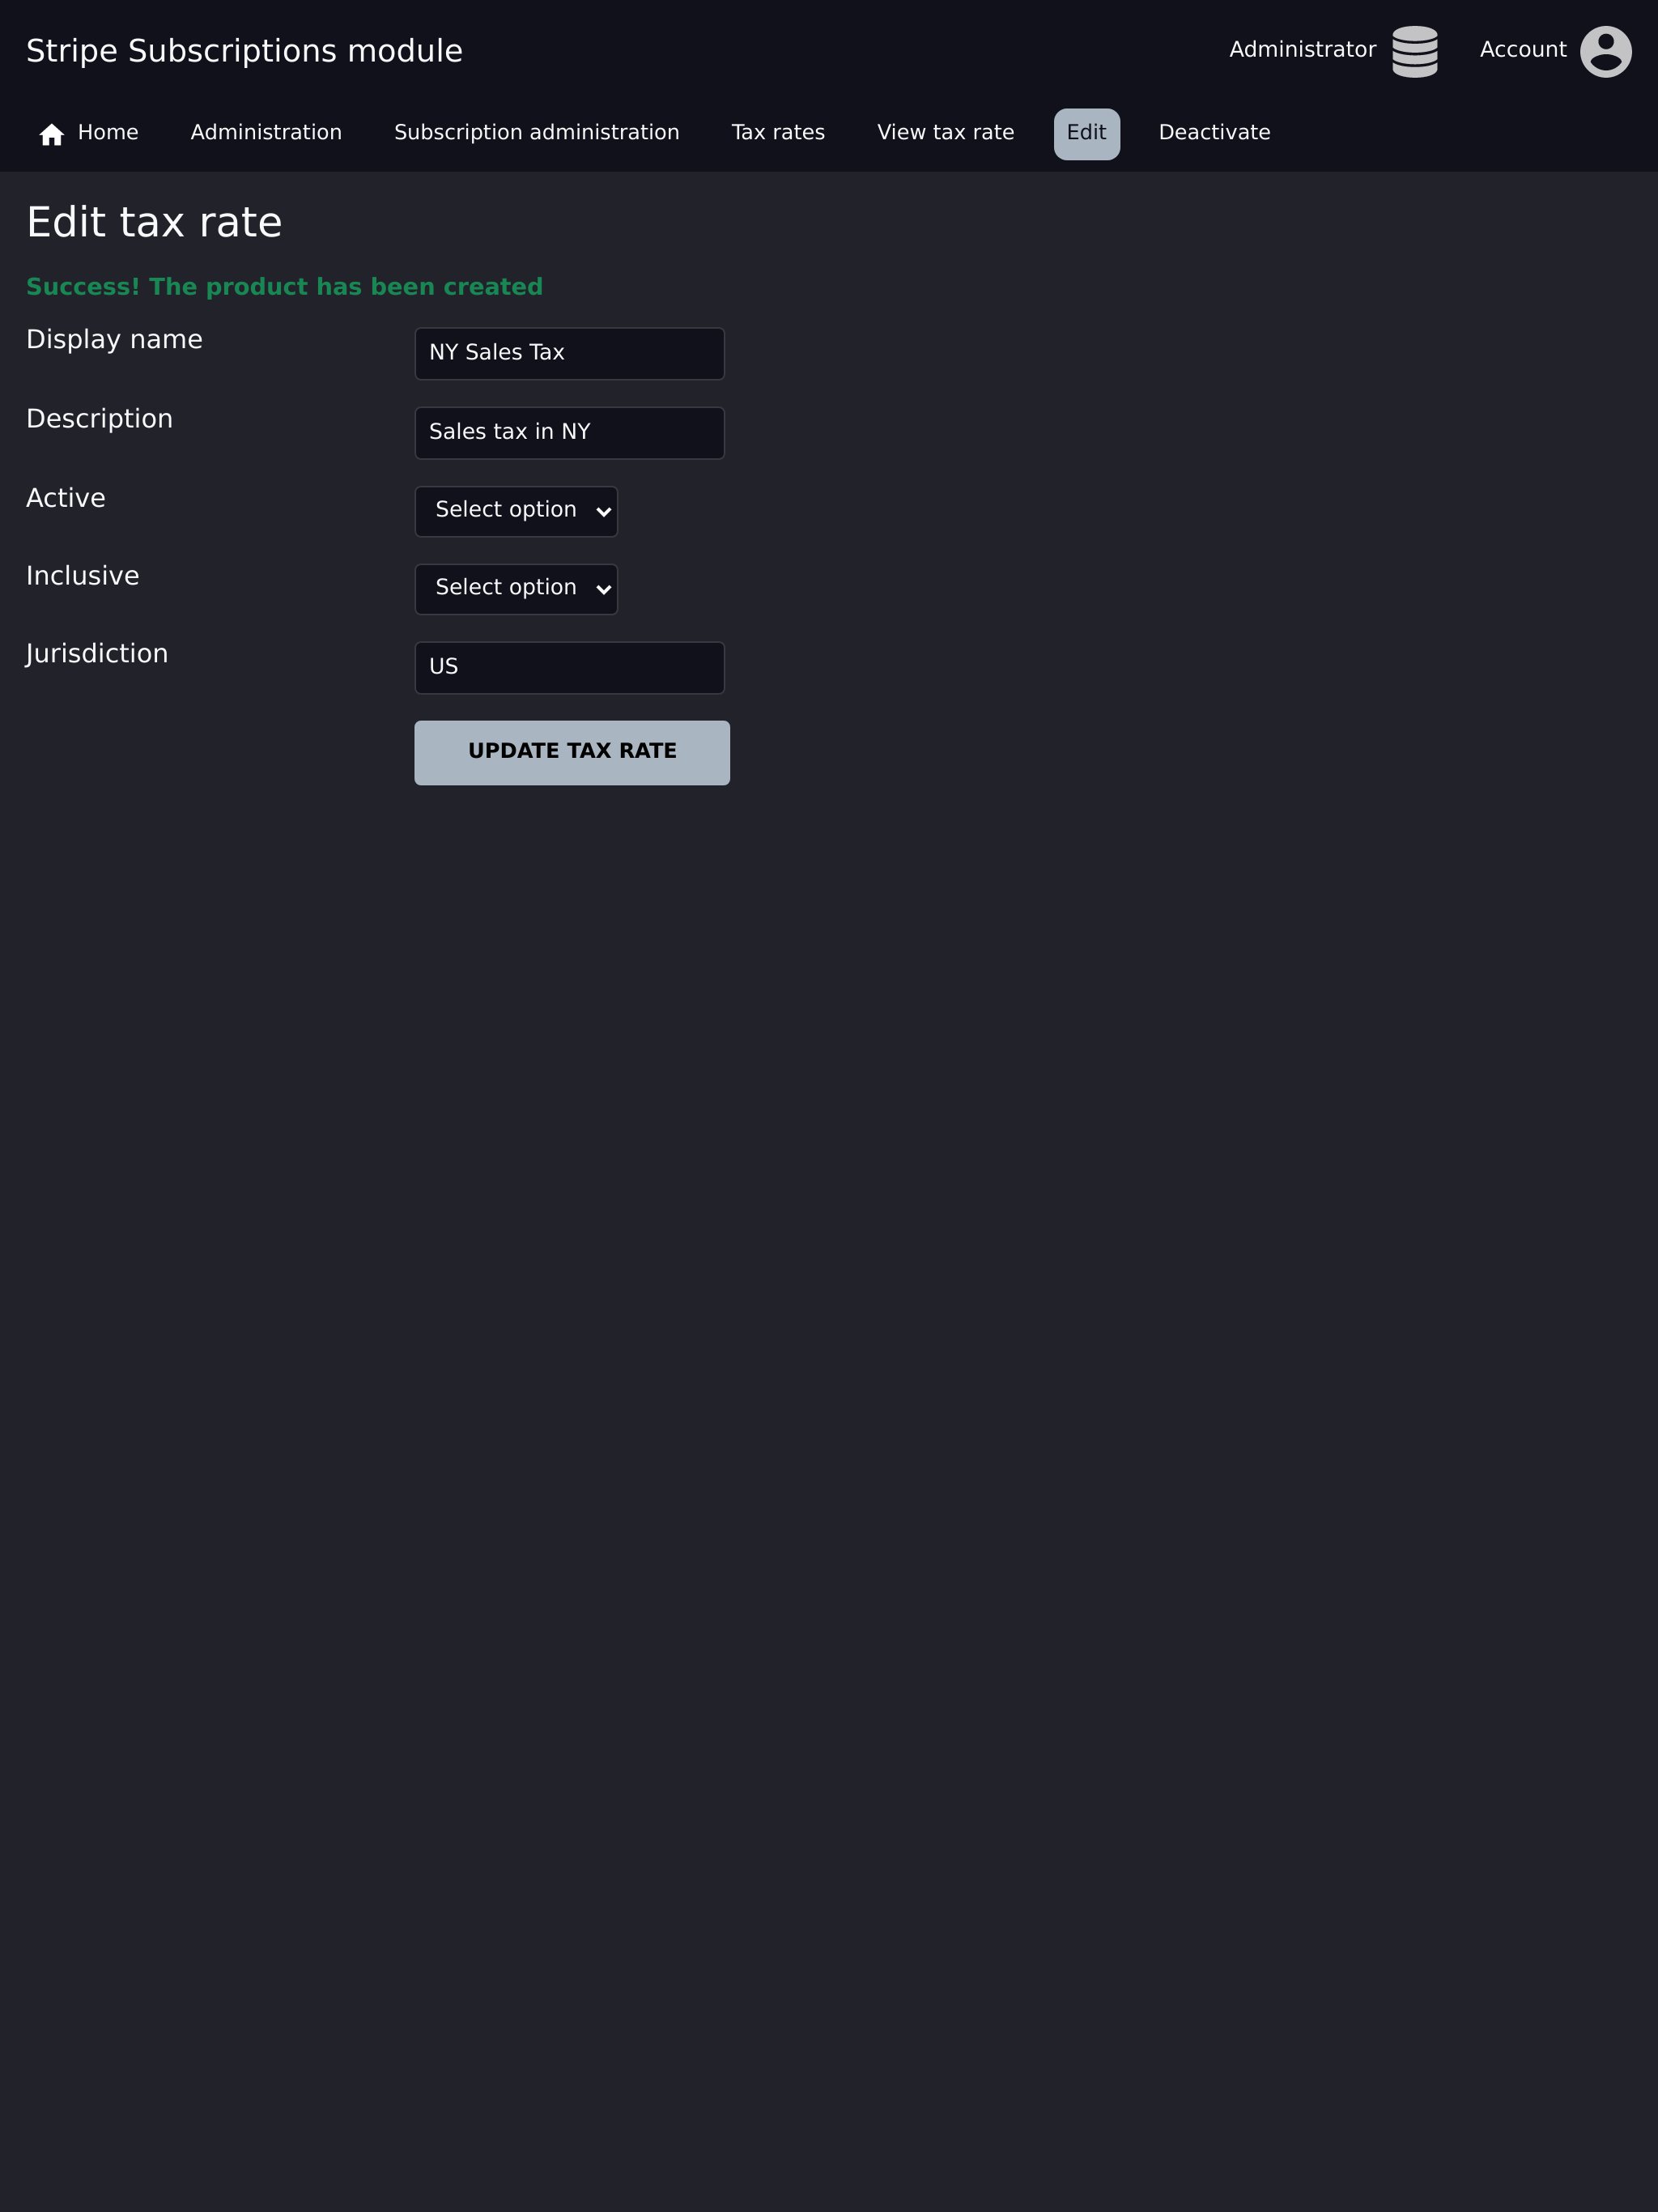 Stripe Subscriptions module
Administrator
Account
Home Administration Subscription administration Tax rates View tax rate Edit Deactivate
Edit tax rate
Success! The product has been created
Display name NY Sales Tax
Description Sales tax in NY
Active Select option
Inclusive Select option
Jurisdiction US
UPDATE TAX RATE